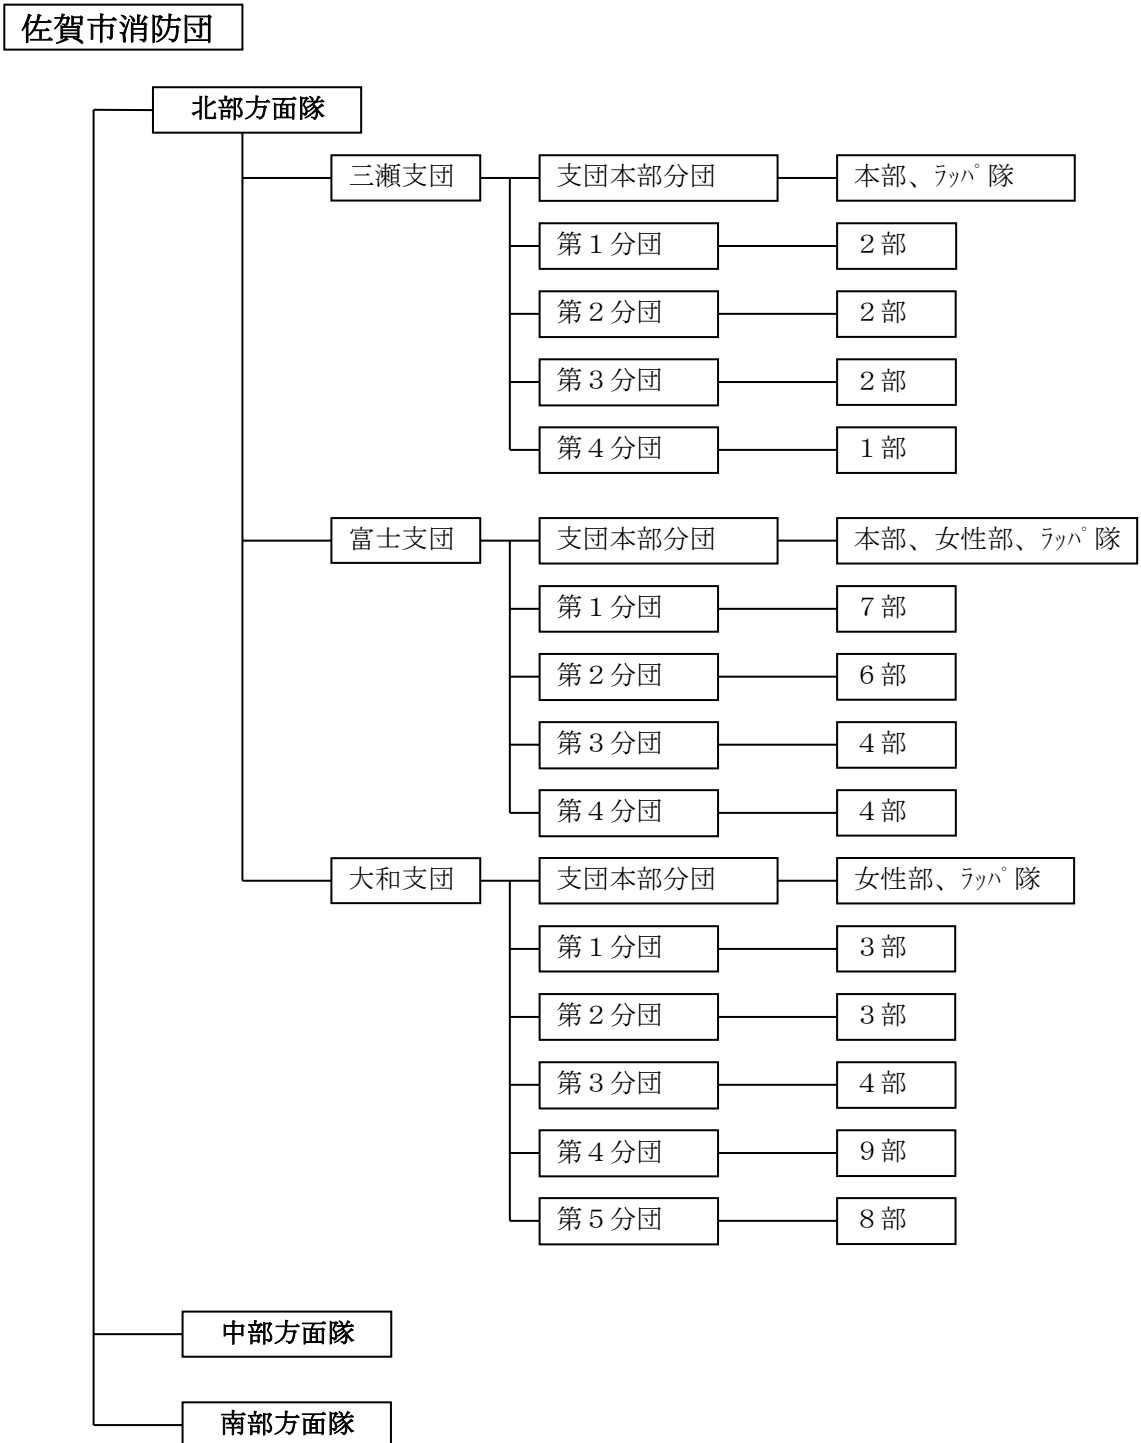 佐賀市消防団
北部方面隊
三瀬支団 支団本部分団 本部、ﾗｯﾊﾟ隊
第１分団 ２部
第２分団 ２部
第３分団 ２部
第４分団 １部
富士支団 支団本部分団 本部、女性部、ﾗｯﾊﾟ隊
第１分団 ７部
第２分団 ６部
第３分団 ４部
第４分団 ４部
大和支団 支団本部分団 女性部、ﾗｯﾊﾟ隊
第１分団 ３部
第２分団 ３部
第３分団 ４部
第４分団 ９部
第５分団 ８部
中部方面隊
南部方面隊